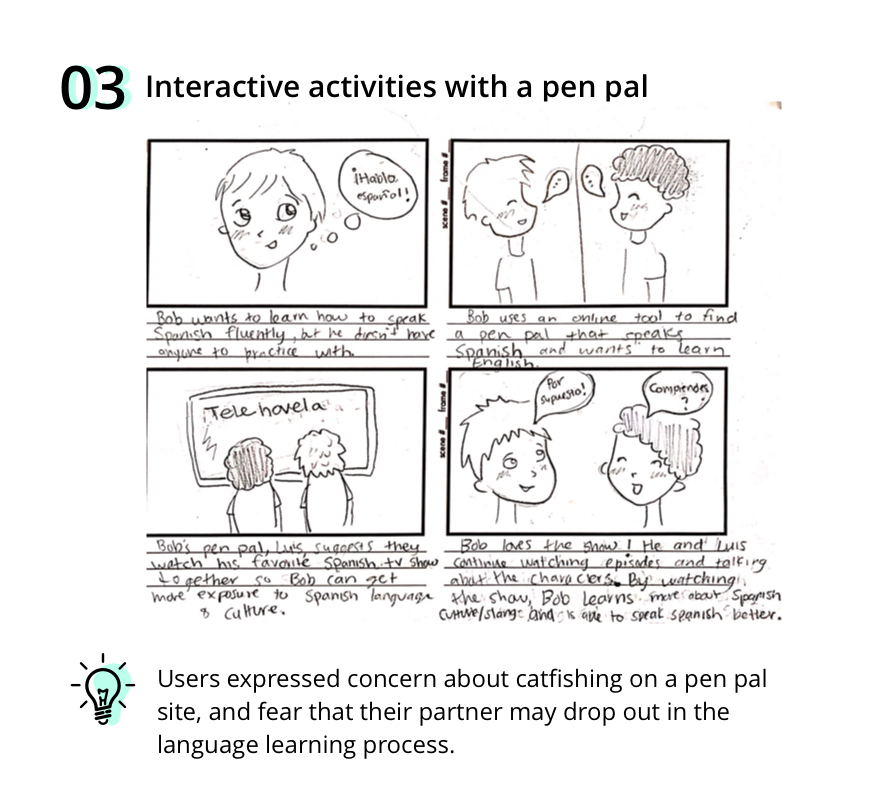 03 Interactive activities with a pen pal
¡Habla
español!
scene # frame #
Bob wants to learn how to speak
Spanish fluently, but he doesn't have
anyone to practice with.
Bob uses an online tool to find
a pen pal that speaks
Spanish and wants to learn
English.
Telenovela
scene # frame #
Por
supuesto!
Compiendes
?
Bob's pen pal, Luis, suggests they
watch his favorite Spanish tv show
together so Bob can get
more exposure to Spanish language
& culture.
Bob loves the show! He and Luis
continue watching episodes and talking
about the characters. By watching
the show, Bob learns more about Spanish
culture/slang and is able to speak spanish better.
Users expressed concern about catfishing on a pen pal
site, and fear that their partner may drop out in the
language learning process.